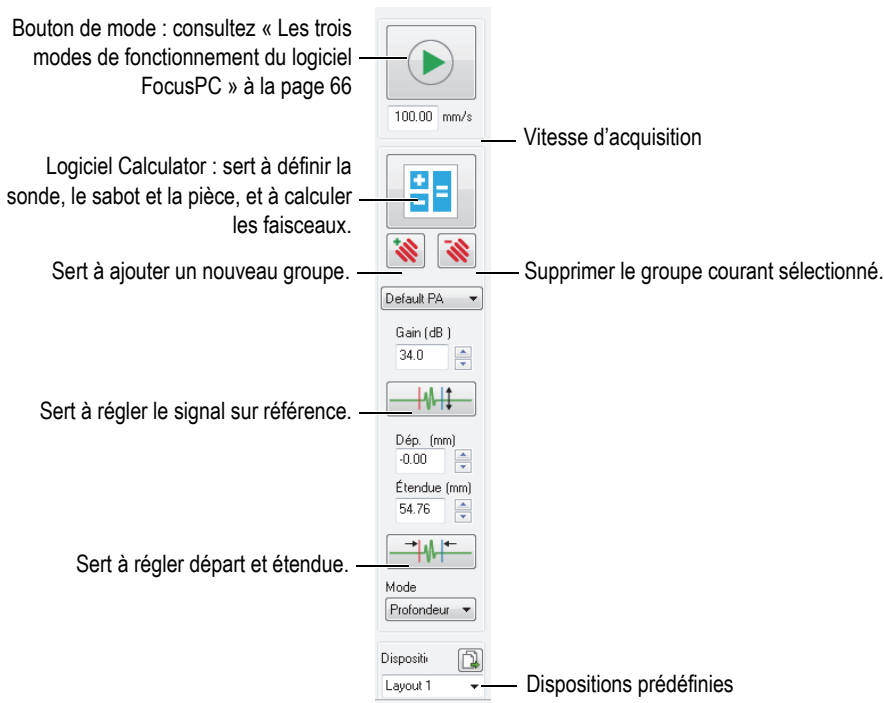 Bouton de mode : consultez « Les trois
modes de fonctionnement du logiciel
FocusPC » à la page 66
100.00 mm/s
Vitesse d'acquisition
Logiciel Calculator : sert à définir la
sonde, le sabot et la pièce, et à calculer
les faisceaux.
Sert à ajouter un nouveau groupe.
Supprimer le groupe courant sélectionné.
Default PA
Gain (dB )
34.0
Sert à régler le signal sur référence.
Dép. (mm)
-0.00
Étendue (mm)
54.76
Sert à régler départ et étendue.
Mode
Profondeur
Dispositi
Layout 1
Dispositions prédéfinies